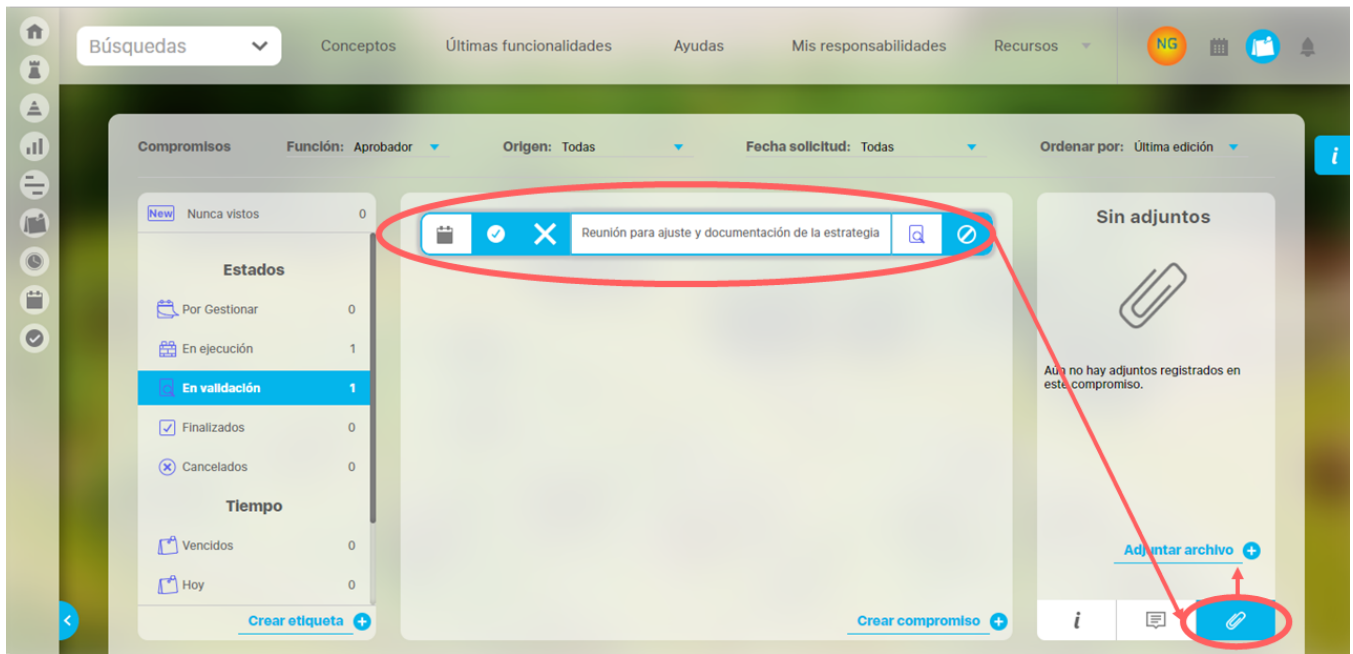 Búsquedas
Conceptos
Últimas funcionalidades
Ayudas
Mis responsabilidades
Recursos
NG
Compromisos
Función: Aprobador
Origen: Todas
Fecha solicitud: Todas
Ordenar por: Última edición
i
New Nunca vistos 0
Estados
Por Gestionar 0
En ejecución 1
En validación 1
Finalizados 0
Cancelados 0
Tiempo
Vencidos 0
Hoy 0
Crear etiqueta
Reunión para ajuste y documentación de la estrategia
Crear compromiso
Sin adjuntos
Aún no hay adjuntos registrados en
este compromiso.
Adjuntar archivo
i